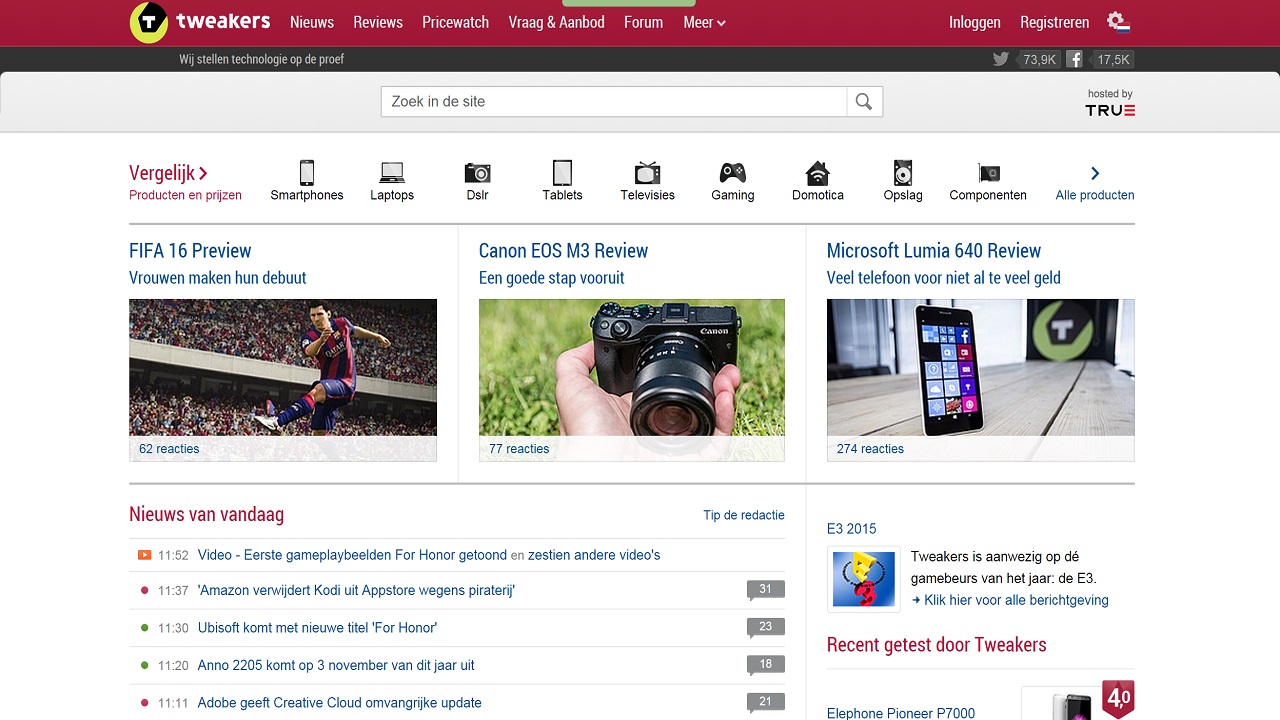 tweakers Nieuws Reviews Pricewatch Vraag & Aanbod Forum Meer Inloggen Registreren
Wij stellen technologie op de proef 73,9K 17,5K
Zoek in de site
hosted by
TRUE
Vergelijk
Producten en prijzen Smartphones Laptops Dslr Tablets Televisies Gaming Domotica Opslag Componenten Alle producten
FIFA 16 Preview
Vrouwen maken hun debuut
62 reacties
Canon EOS M3 Review
Een goede stap vooruit
Canon
77 reacties
Microsoft Lumia 640 Review
Veel telefoon voor niet al te veel geld
274 reacties
Nieuws van vandaag Tip de redactie
11:52 Video - Eerste gameplaybeelden For Honor getoond en zestien andere video's
11:37 'Amazon verwijdert Kodi uit Appstore wegens piraterij' 31
11:30 Ubisoft komt met nieuwe titel 'For Honor' 23
11:20 Anno 2205 komt op 3 november van dit jaar uit 18
11:11 Adobe geeft Creative Cloud omvangrijke update 21
E3 2015
E3
Tweakers is aanwezig op dé
gamebeurs van het jaar: de E3.
Klik hier voor alle berichtgeving
Recent getest door Tweakers
Elephone Pioneer P7000
4,0